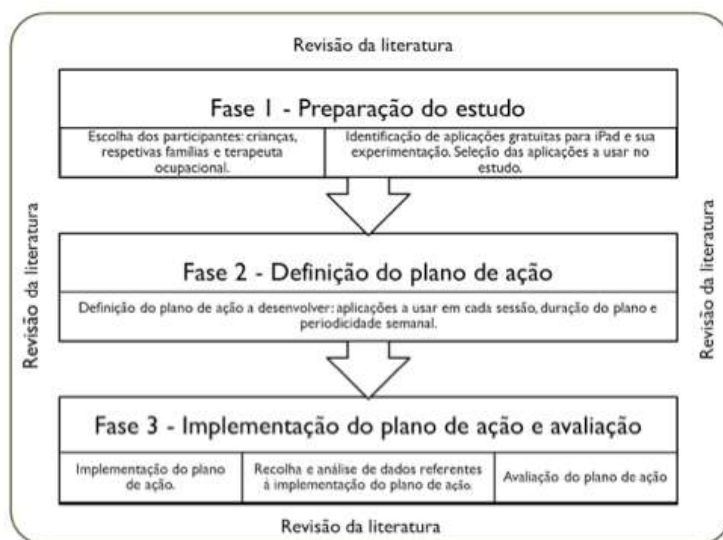 Revisão da literatura
Fase 1 - Preparação do estudo
Escolha dos participantes: crianças,
respetivas famílias e terapeuta
ocupacional.
Identificação de aplicações gratuitas para iPad e sua
experimentação. Seleção das aplicações a usar no
estudo.
Revisão da literatura
Revisão da literatura
Fase 2 - Definição do plano de ação
Definição do plano de ação a desenvolver: aplicações a usar em cada sessão, duração do plano e
periodicidade semanal.
Fase 3 - Implementação do plano de ação e avaliação
Implementação do plano
de ação.
Recolha e análise de dados referentes
à implementação do plano de ação.
Avaliação do plano de ação
Revisão da literatura